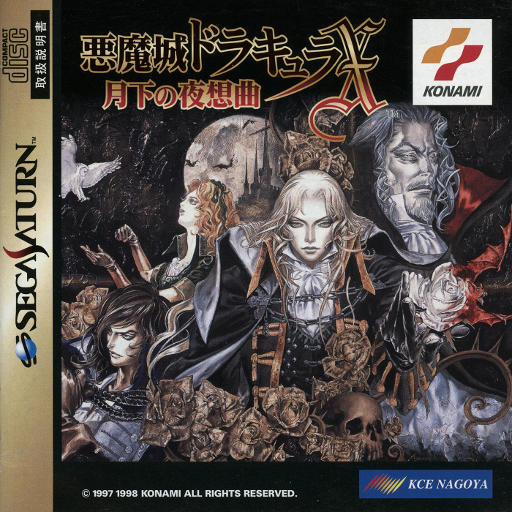 COMPACT
disc
取扱説明書
SEGA SATURN™
悪魔城ドラキュラX
月下の夜想曲
KONAMI
© 1997 1998 KONAMI ALL RIGHTS RESERVED.
KCE NAGOYA